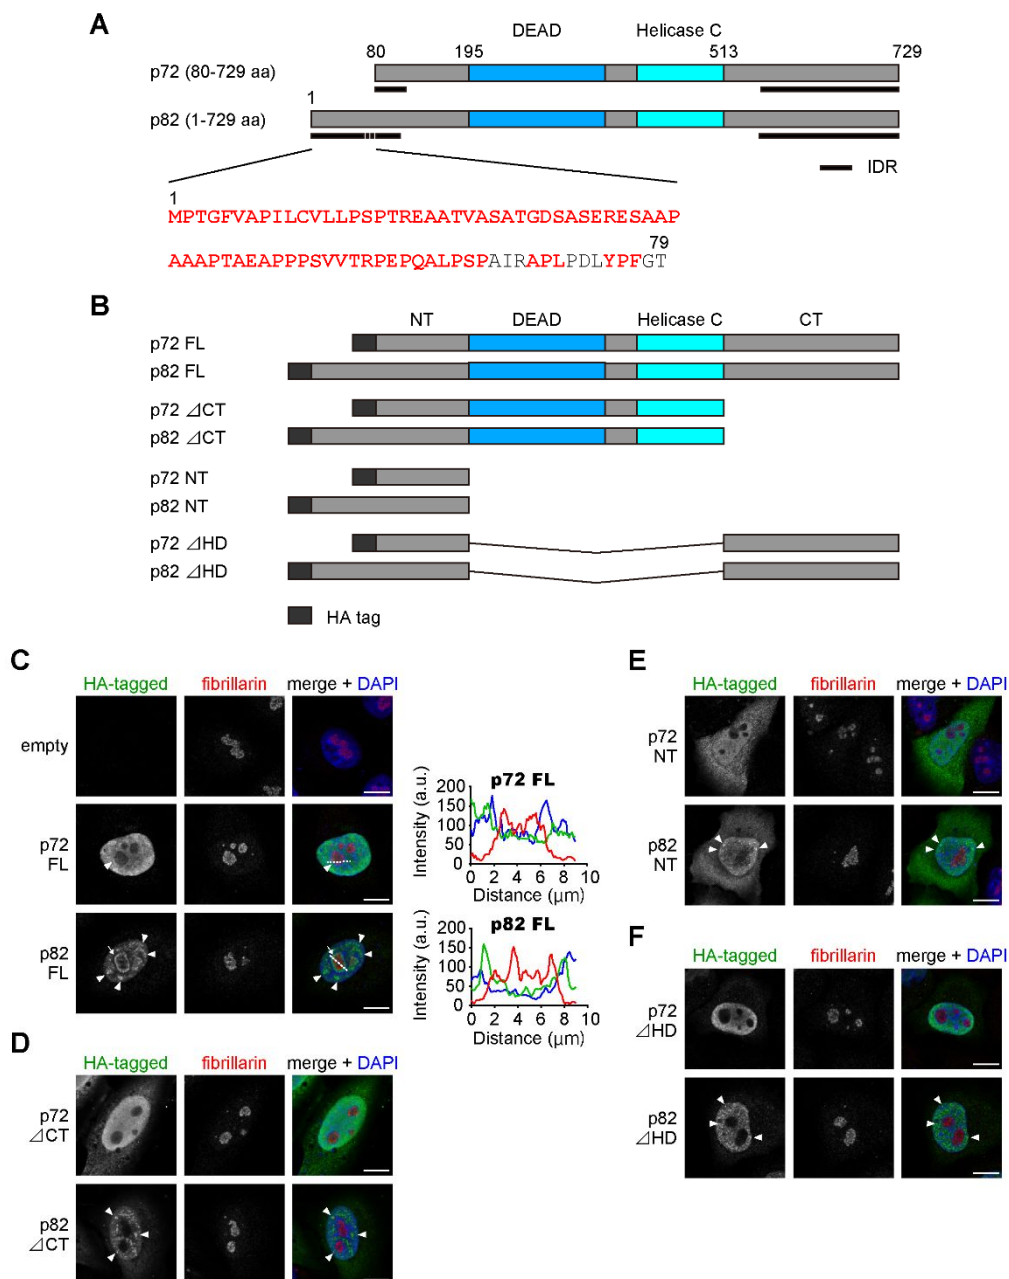 A
DEAD Helicase C
80 195 513 729
p72 (80-729 aa)
1
p82 (1-729 aa)
IDR
1
MPTGFVAPILCVLLPSPTREAATVASATGDSASERESAAP
79
AAAPTAEAPPPSVVTRPEPQALPSPAIRAPLPDLYPFGT
B
NT DEAD Helicase C CT
p72 FL
p82 FL
p72 ⊿CT
p82 ⊿CT
p72 NT
p82 NT
p72 ⊿HD
p82 ⊿HD
HA tag
C
HA-tagged fibrillarin merge + DAPI
empty
p72 FL
p82 FL
p72 FL
Intensity (a.u.)
200
150
100
50
0
0 2 4 6 8 10
Distance (μm)
p82 FL
Intensity (a.u.)
200
150
100
50
0
0 2 4 6 8 10
Distance (μm)
D
HA-tagged fibrillarin merge + DAPI
p72
⊿CT
p82
⊿CT
E
HA-tagged fibrillarin merge + DAPI
p72
NT
p82
NT
F
HA-tagged fibrillarin merge + DAPI
p72
⊿HD
p82
⊿HD